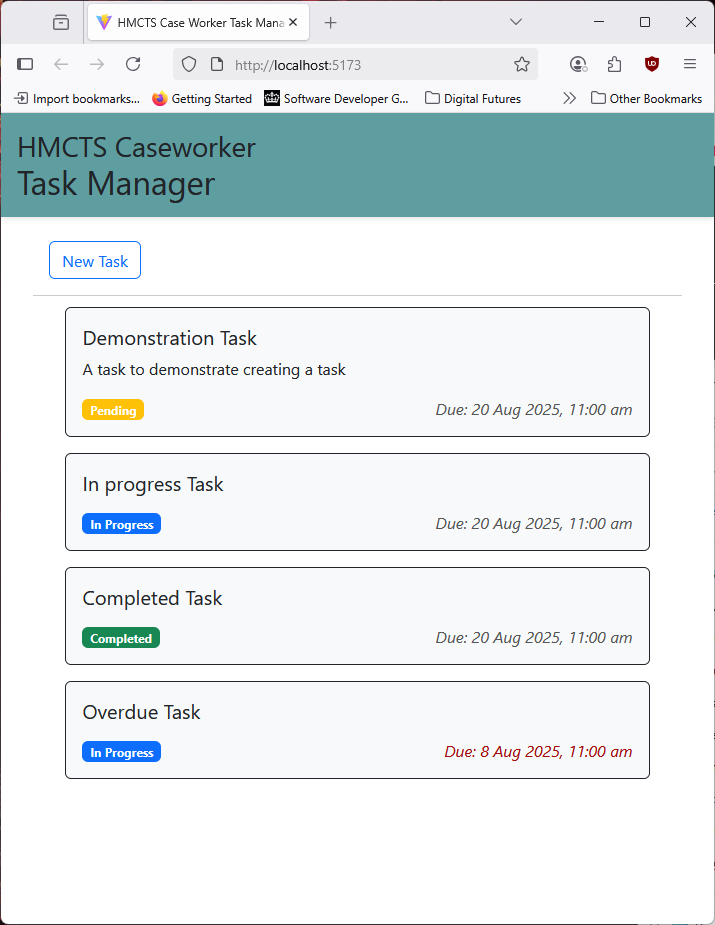 HMCTS Case Worker Task Mana
http://localhost:5173
Import bookmarks... Getting Started Software Developer G... Digital Futures Other Bookmarks
HMCTS Caseworker
Task Manager
New Task
Demonstration Task
A task to demonstrate creating a task
Pending Due: 20 Aug 2025, 11:00 am
In progress Task
In Progress Due: 20 Aug 2025, 11:00 am
Completed Task
Completed Due: 20 Aug 2025, 11:00 am
Overdue Task
In Progress Due: 8 Aug 2025, 11:00 am